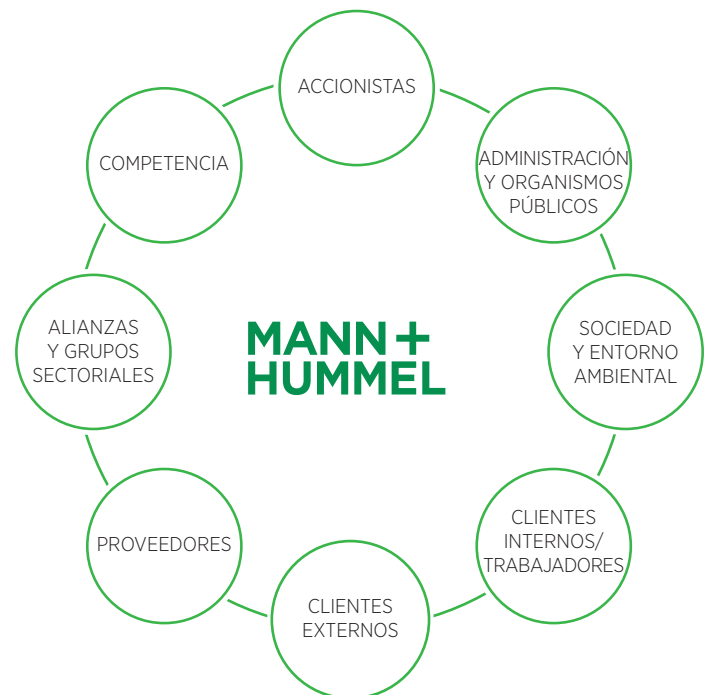 ACCIONISTAS
ADMINISTRACIÓN
Y ORGANISMOS
PÚBLICOS
SOCIEDAD
Y ENTORNO
AMBIENTAL
CLIENTES
INTERNOS/
TRABAJADORES
CLIENTES
EXTERNOS
PROVEEDORES
ALIANZAS
Y GRUPOS
SECTORIALES
COMPETENCIA
MANN+
HUMMEL